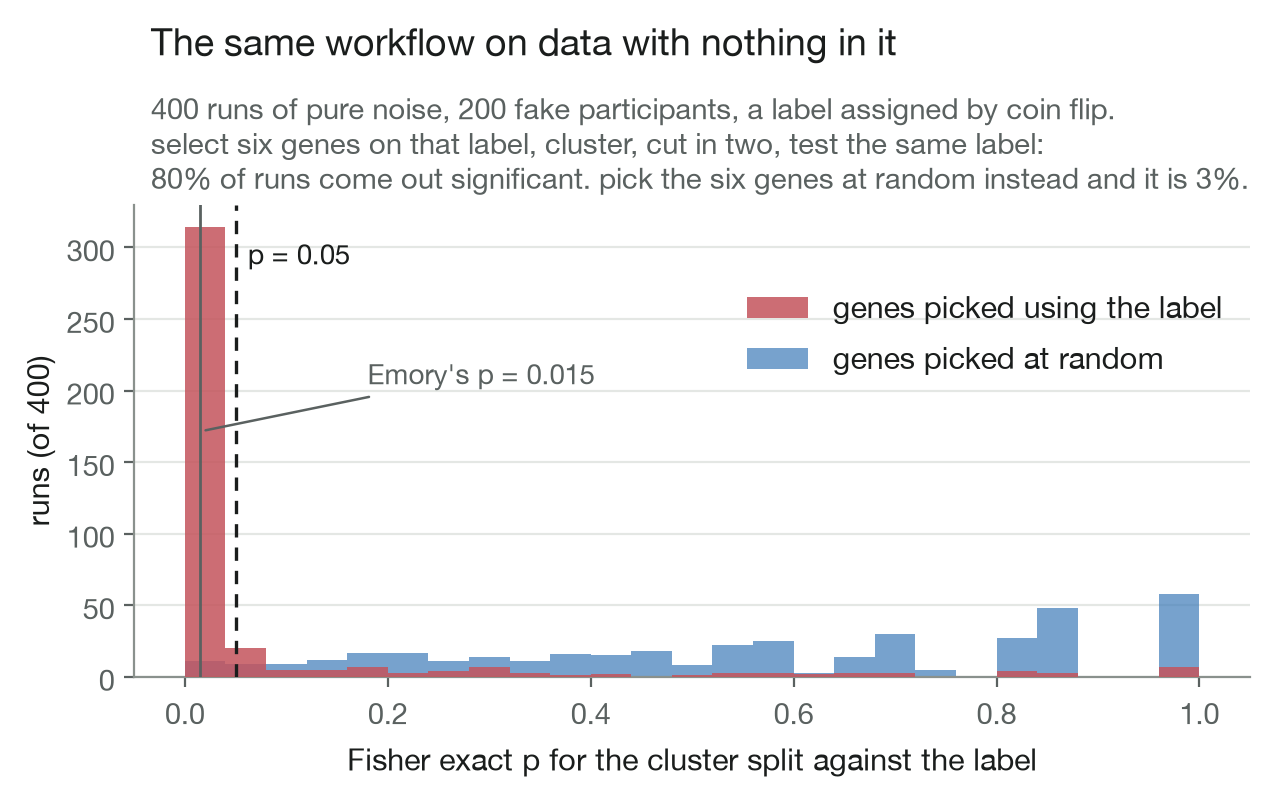 The same workflow on data with nothing in it
400 runs of pure noise, 200 fake participants, a label assigned by coin flip.
select six genes on that label, cluster, cut in two, test the same label:
80% of runs come out significant. pick the six genes at random instead and it is 3%.
300
250
200
150
100
50
0
runs (of 400)
p = 0.05
Emory's p = 0.015
genes picked using the label
genes picked at random
0.0
0.2
0.4
0.6
0.8
1.0
Fisher exact p for the cluster split against the label